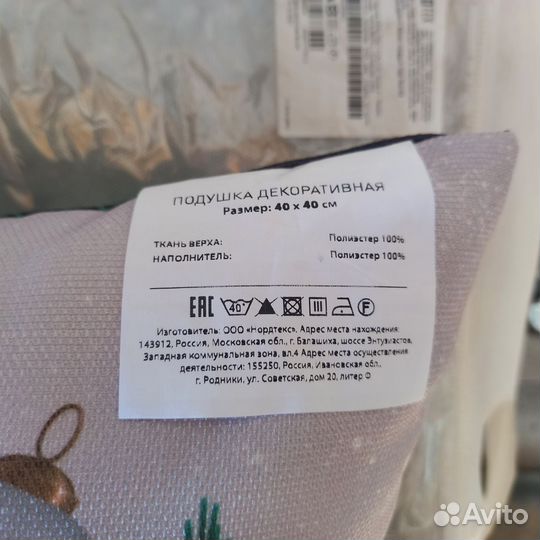 ПОДУШКА ДЕКОРАТИВНАЯ
Размер: 40 х 40 см
ТКАНЬ ВЕРХА: Полиэстер 100%
НАПОЛНИТЕЛЬ: Полиэстер 100%
EAC 40° F
Изготовитель: ООО «Нордтекс». Адрес места нахождения:
143912, Россия, Московская обл., г. Балашиха, шоссе Энтузиастов,
Западная коммунальная зона, вл.4 Адрес места осуществления
деятельности: 155250, Россия, Ивановская обл.,
г. Родники, ул. Советская, дом 20, литер Ф
Avito